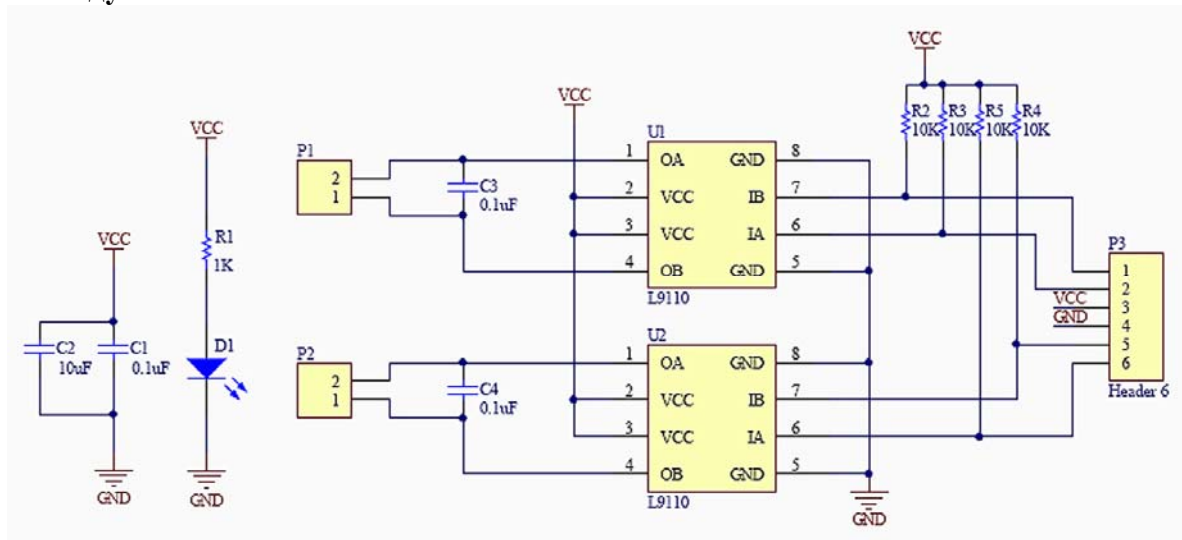 VCC
R2
10K
R3
10K
R5
10K
R4
10K
VCC
R1
1K
D1
GND
VCC
C2
10uF
C1
0.1uF
GND
P1
2
1
C3
0.1uF
VCC
U1
1 OA GND 8
2 VCC IB 7
3 VCC IA 6
4 OB GND 5
L9110
P2
2
1
C4
0.1uF
U2
1 OA GND 8
2 VCC IB 7
3 VCC IA 6
4 OB GND 5
L9110
GND
P3
1
2
VCC 3
GND 4
5
6
Header 6